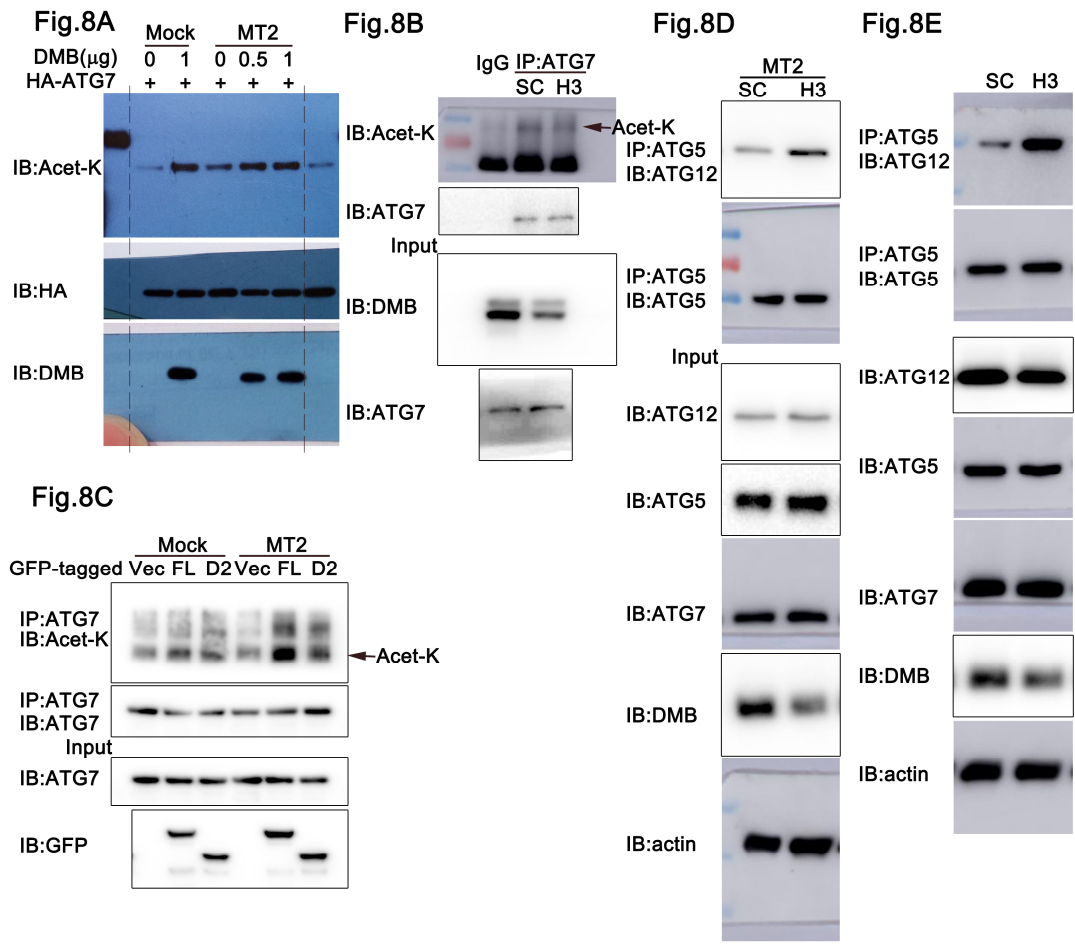 Fig.8A
Mock MT2
DMB(μg) 0 1 0 0.5 1
HA-ATG7 + + + + +
IB:Acet-K
IB:HA
IB:DMB
Fig.8B
IgG IP:ATG7
SC H3
IB:Acet-K
Acet-K
IB:ATG7
Input
IB:DMB
IB:ATG7
Fig.8C
Mock MT2
GFP-tagged Vec FL D2 Vec FL D2
IP:ATG7
IB:Acet-K
Acet-K
IP:ATG7
IB:ATG7
Input
IB:ATG7
IB:GFP
Fig.8D
MT2
SC H3
IP:ATG5
IB:ATG12
IP:ATG5
IB:ATG5
Input
IB:ATG12
IB:ATG5
IB:ATG7
IB:DMB
IB:actin
Fig.8E
SC H3
IP:ATG5
IB:ATG12
IP:ATG5
IB:ATG5
IB:ATG12
IB:ATG5
IB:ATG7
IB:DMB
IB:actin